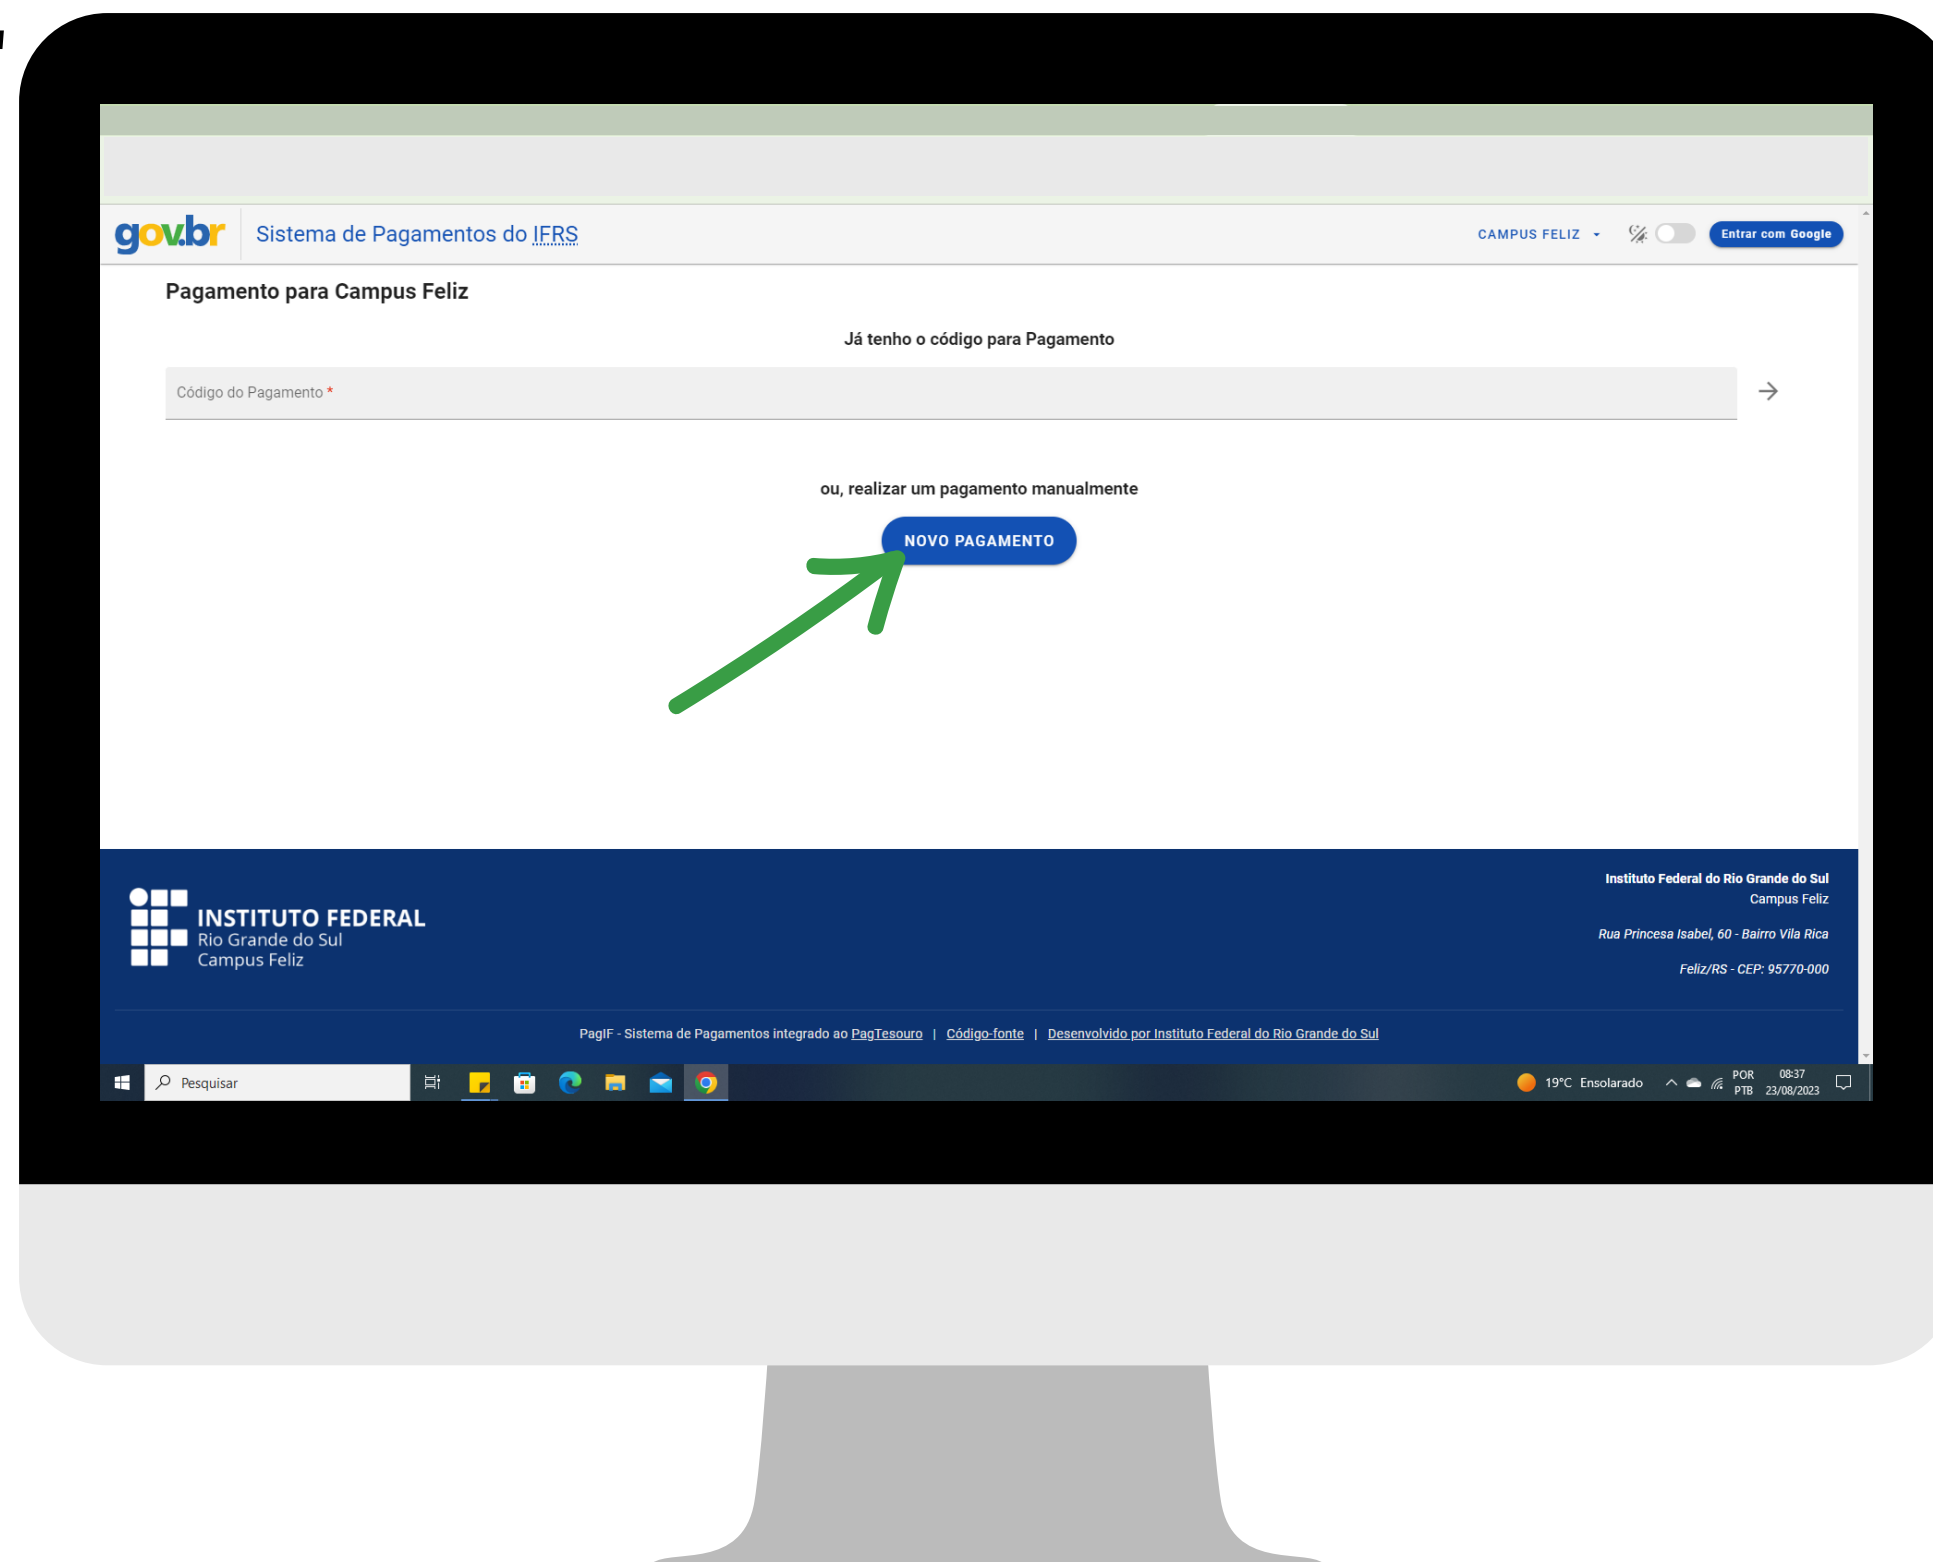 gov.br
Sistema de Pagamentos do IFRS
CAMPUS FELIZ
Entrar com Google
Pagamento para Campus Feliz
Já tenho o código para Pagamento
Código do Pagamento *
ou, realizar um pagamento manualmente
NOVO PAGAMENTO
INSTITUTO FEDERAL
Rio Grande do Sul
Campus Feliz
Instituto Federal do Rio Grande do Sul
Campus Feliz
Rua Princesa Isabel, 60 - Bairro Vila Rica
Feliz/RS - CEP: 95770-000
PagIF - Sistema de Pagamentos integrado ao PagTesouro | Código-fonte | Desenvolvido por Instituto Federal do Rio Grande do Sul
Pesquisar
19°C Ensolarado
POR
PTB
08:37
23/08/2023